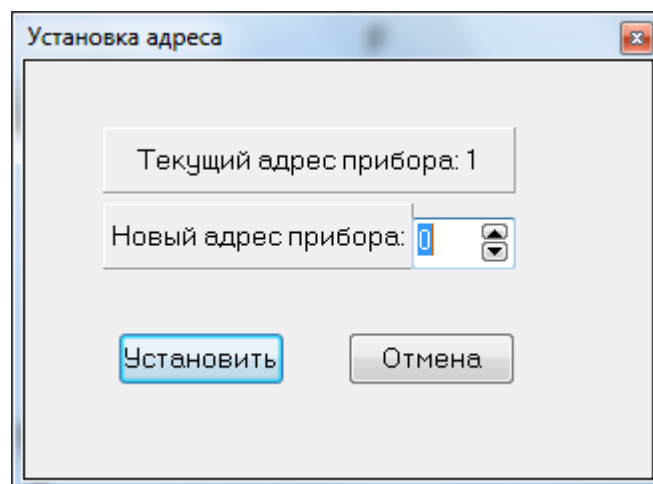 Установка адреса
Текущий адрес прибора: 1
Новый адрес прибора: 0
Установить Отмена